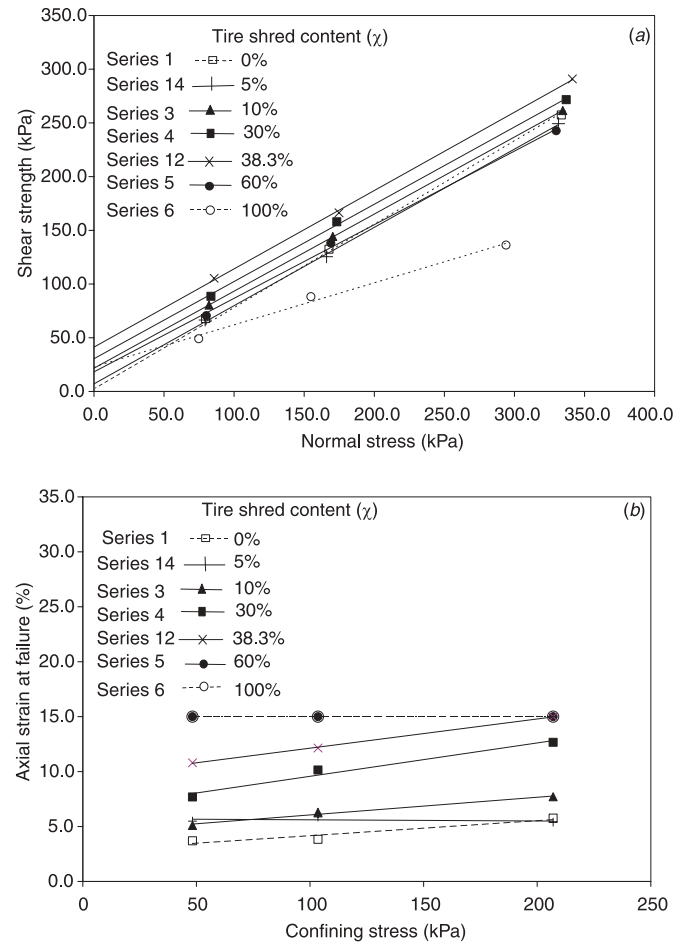 350.0
Tire shred content (χ)
(a)
Series 1 0%
300.0
Series 14 5%
Series 3 10%
250.0
Series 4 30%
Series 12 38.3%
200.0
Series 5 60%
Series 6 100%
150.0
100.0
50.0
0.0
Shear strength (kPa)
0.0 50.0 100.0 150.0 200.0 250.0 300.0 350.0 400.0
Normal stress (kPa)
35.0
Tire shred content (χ)
(b)
Series 1 0%
30.0
Series 14 5%
Series 3 10%
Series 4 30%
25.0
Series 12 38.3%
Series 5 60%
20.0
Series 6 100%
15.0
10.0
5.0
0.0
Axial strain at failure (%)
0 50 100 150 200 250
Confining stress (kPa)